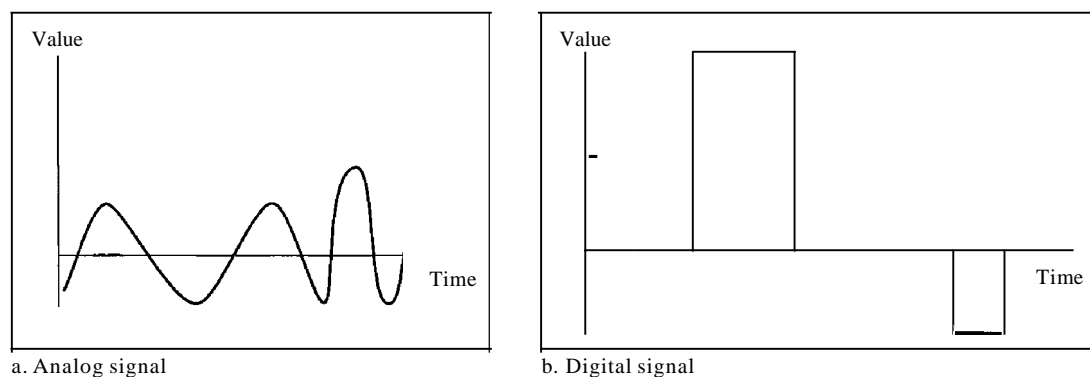 Value
Time
a. Analog signal
Value
Time
b. Digital signal